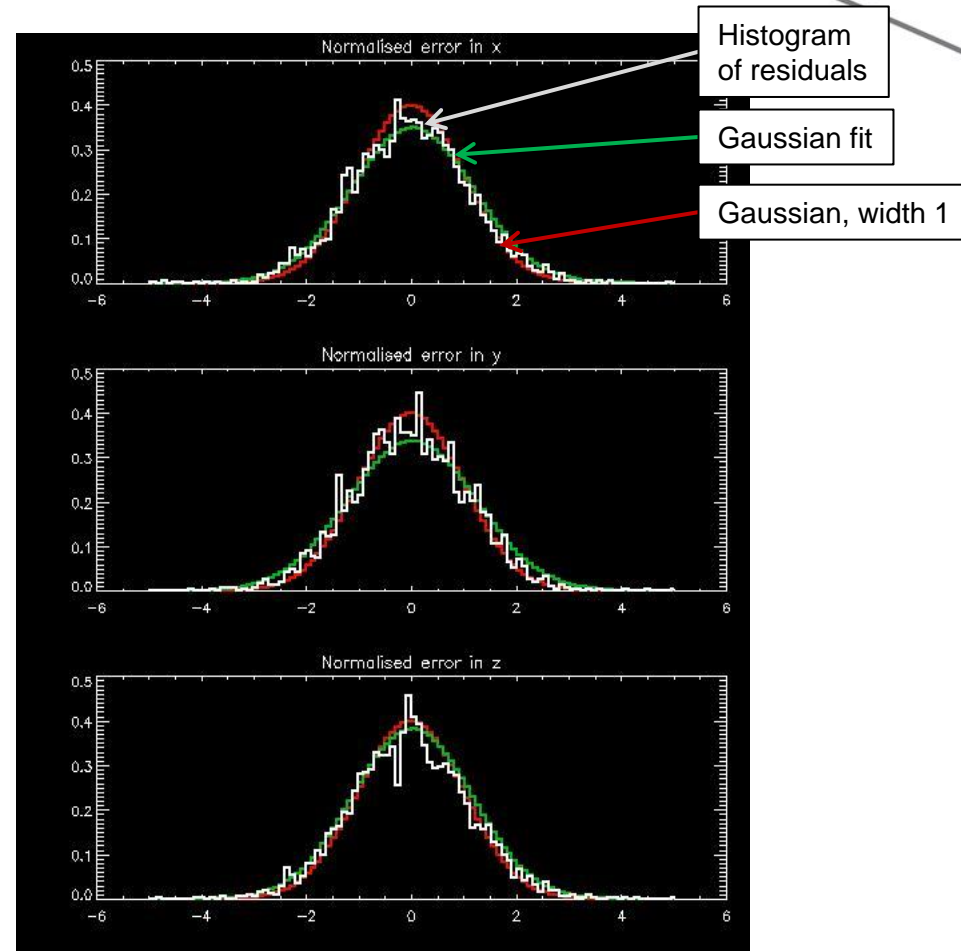 Histogram
of residuals
Gaussian fit
Gaussian, width 1
Normalised error in x
0.5
0.4
0.3
0.2
0.1
0.0
-6 -4 -2 0 2 4 6
Normalised error in y
0.5
0.4
0.3
0.2
0.1
0.0
-6 -4 -2 0 2 4 6
Normalised error in z
0.5
0.4
0.3
0.2
0.1
0.0
-6 -4 -2 0 2 4 6